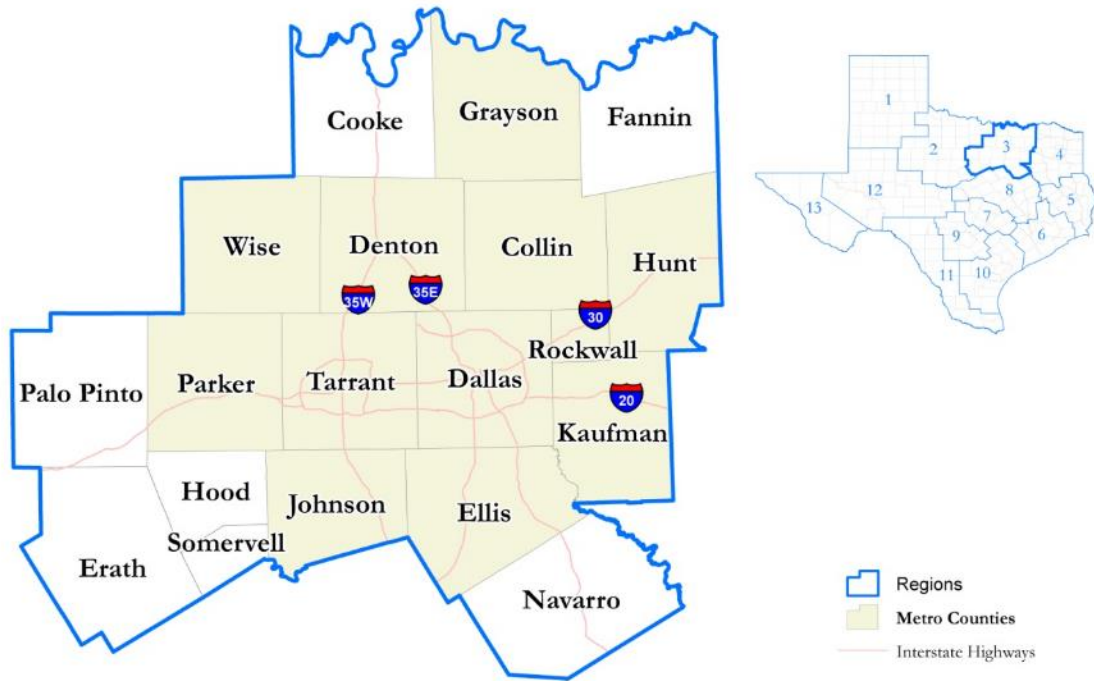 Cooke
Grayson
Fannin
Wise
Denton
Collin
Hunt
35W
35E
30
Rockwall
Palo Pinto
Parker
Tarrant
Dallas
20
Kaufman
Hood
Johnson
Ellis
Somervell
Erath
Navarro
1
2
3
4
12
8
5
13
7
9
6
11
10
Regions
Metro Counties
Interstate Highways